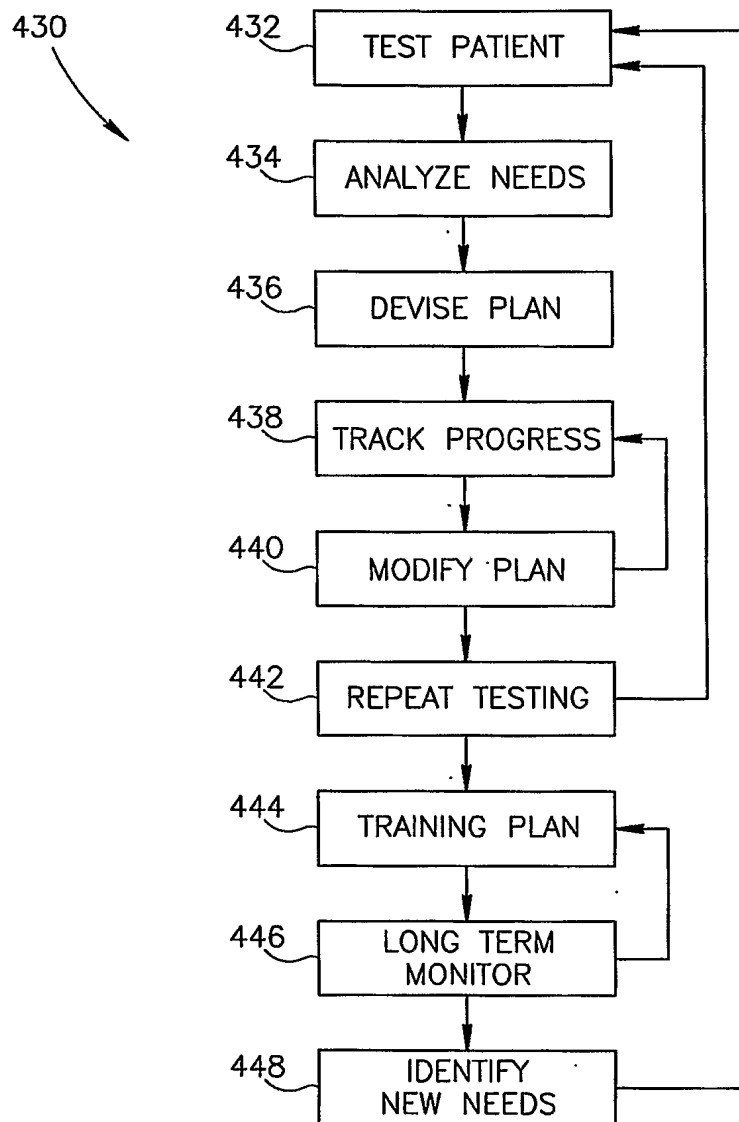 430
432
TEST PATIENT
434
ANALYZE NEEDS
436
DEVISE PLAN
438
TRACK PROGRESS
440
MODIFY PLAN
442
REPEAT TESTING
444
TRAINING PLAN
446
LONG TERM
MONITOR
448
IDENTIFY
NEW NEEDS